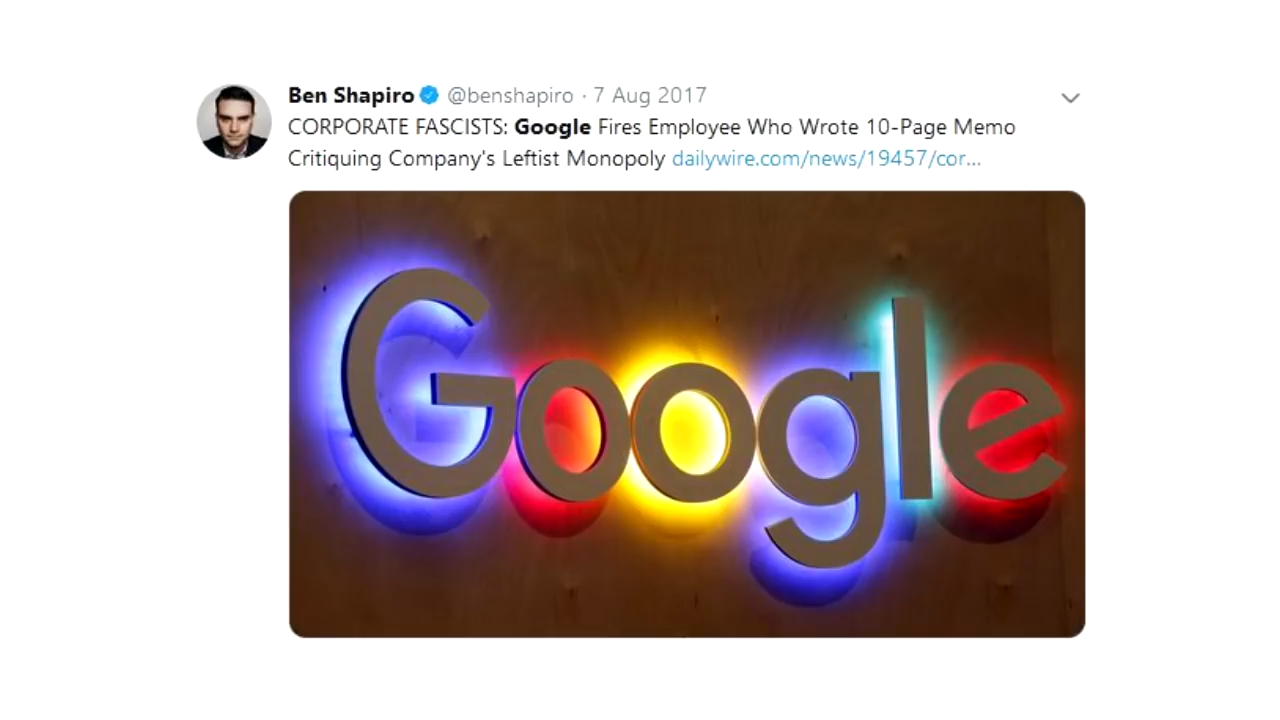 Ben Shapiro @benshapiro · 7 Aug 2017
CORPORATE FASCISTS: Google Fires Employee Who Wrote 10-Page Memo
Critiquing Company's Leftist Monopoly dailywire.com/news/19457/cor...
Google